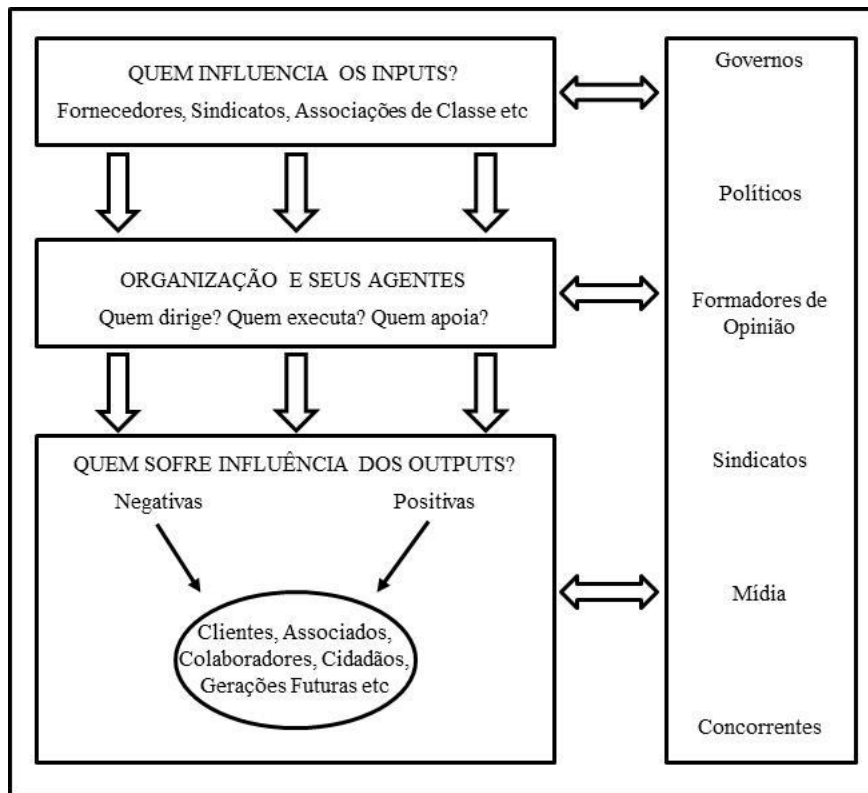 QUEM INFLUENCIA OS INPUTS?
Fornecedores, Sindicatos, Associações de Classe etc
ORGANIZAÇÃO E SEUS AGENTES
Quem dirige? Quem executa? Quem apoia?
QUEM SOFRE INFLUÊNCIA DOS OUTPUTS?
Negativas
Positivas
Clientes, Associados,
Colaboradores, Cidadãos,
Gerações Futuras etc
Governos
Políticos
Formadores de
Opinião
Sindicatos
Mídia
Concorrentes